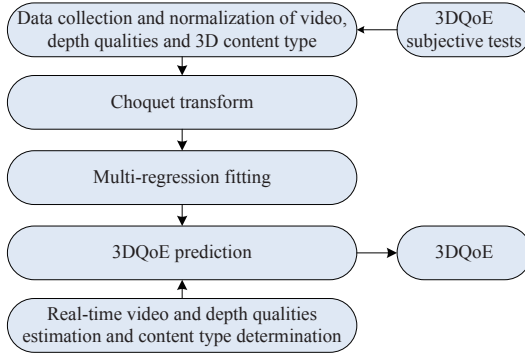 Data collection and normalization of video,
depth qualities and 3D content type
3DQoE
subjective tests
Choquet transform
Multi-regression fitting
3DQoE prediction
3DQoE
Real-time video and depth qualities
estimation and content type determination